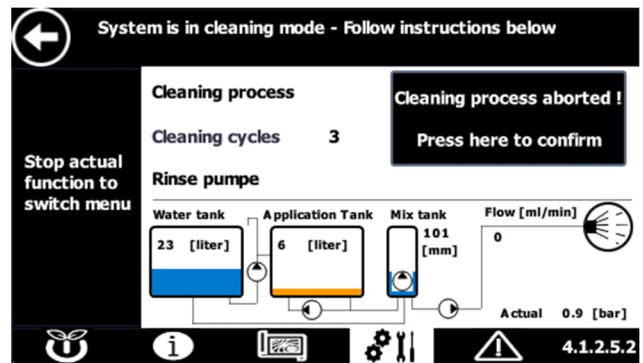 System is in cleaning mode - Follow instructions below
Cleaning process
Cleaning cycles 3
Rinse pumpe
Cleaning process aborted !
Press here to confirm
Stop actual
function to
switch menu
Water tank
23 [liter]
Application Tank
6 [liter]
Mix tank
101
[mm]
Flow [ml/min]
0
Actual 0.9 [bar]
i
4.1.2.5.2